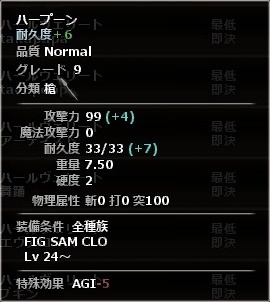 ハープーン
耐久度+6
品質 Normal
グレード 9
分類 槍
攻撃力 99 (+4)
魔法攻撃力 0
耐久度 33/33 (+7)
重量 7.50
硬度 2
物理属性 斬0 打0 突100
装備条件 全種族
FIG SAM CLO
Lv 24～
特殊効果 AGI-5
最低
即決
最低
即決
最低
即決
最低
即決